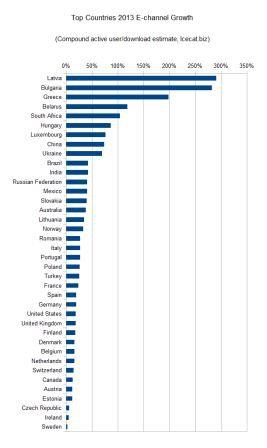 Top Countries 2013 E-channel Growth
(Compound active user/download estimate, Icecat.biz)
0% 50% 100% 150% 200% 250% 300% 350%
Latvia
Bulgaria
Greece
Belarus
South Africa
Hungary
Luxembourg
China
Ukraine
Brazil
India
Russian Federation
Mexico
Slovakia
Australia
Lithuania
Norway
Romania
Italy
Portugal
Poland
Turkey
France
Spain
Germany
United States
United Kingdom
Finland
Denmark
Belgium
Netherlands
Switzerland
Canada
Austria
Estonia
Czech Republic
Ireland
Sweden